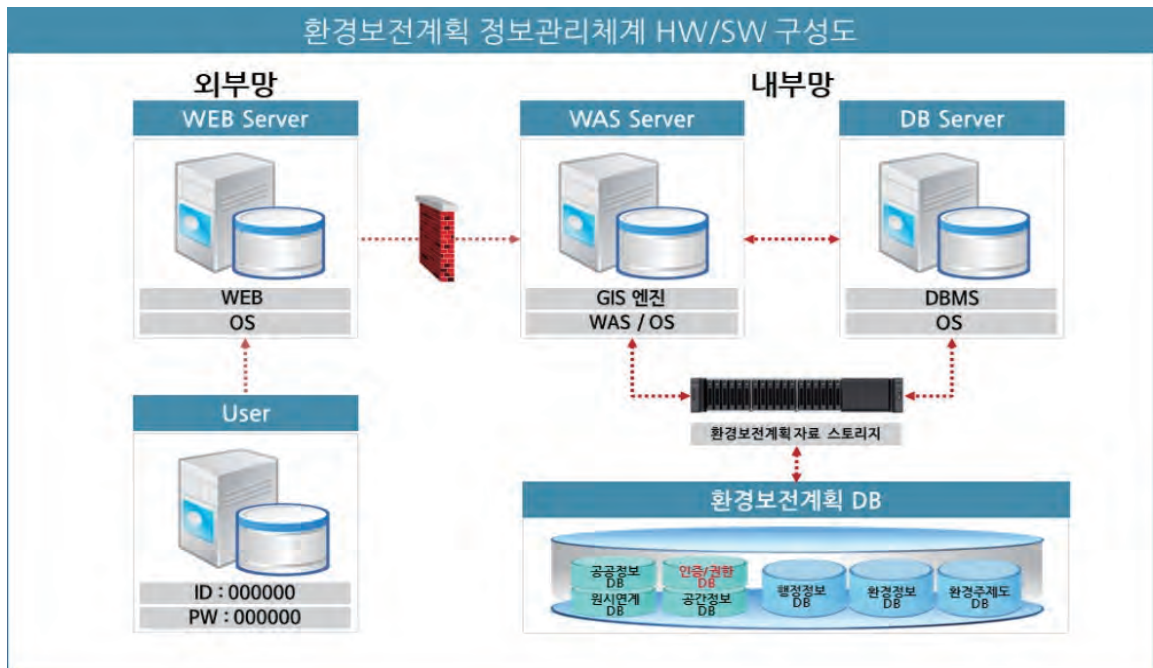 환경보전계획 정보관리체계 HW/SW 구성도
외부망
내부망
WEB Server
WAS Server
DB Server
WEB
OS
GIS 엔진
WAS / OS
DBMS
OS
User
ID : 000000
PW : 000000
환경보전계획자료 스토리지
환경보전계획 DB
공공정보
DB
인증/권한
DB
원시연계
DB
공간정보
DB
행정정보
DB
환경정보
DB
환경주제도
DB